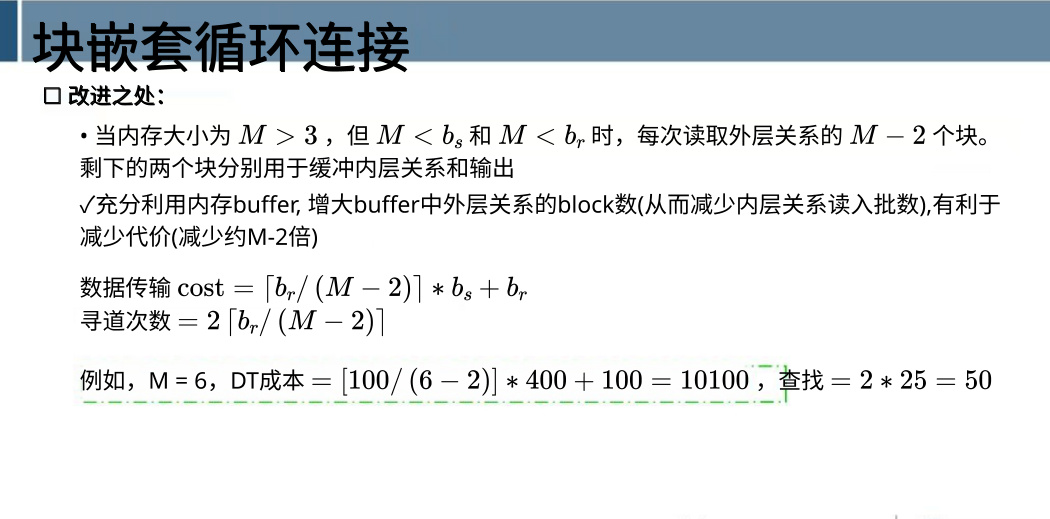 块嵌套循环连接
□ 改进之处：
• 当内存大小为 M > 3 ，但 M < b_s 和 M < b_r 时，每次读取外层关系的 M − 2 个块。
剩下的两个块分别用于缓冲内层关系和输出
✓充分利用内存buffer, 增大buffer中外层关系的block数(从而减少内层关系读入批数),有利于
减少代价(减少约M-2倍)
数据传输 cost = ⌈b_r/ (M − 2)⌉ ∗ b_s + b_r
寻道次数 = 2 ⌈b_r/ (M − 2)⌉
例如，M = 6，DT成本 = [100/ (6 − 2)] ∗ 400 + 100 = 10100 ，查找 = 2 ∗ 25 = 50